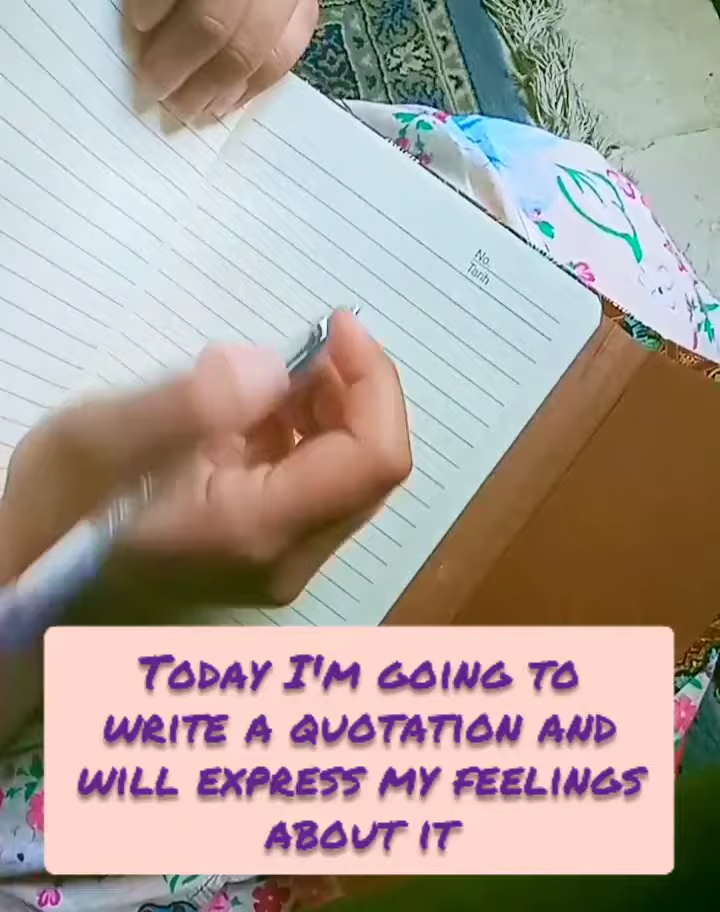 No.
Tarih
TODAY I'M GOING TO
WRITE A QUOTATION AND
WILL EXPRESS MY FEELINGS
ABOUT IT